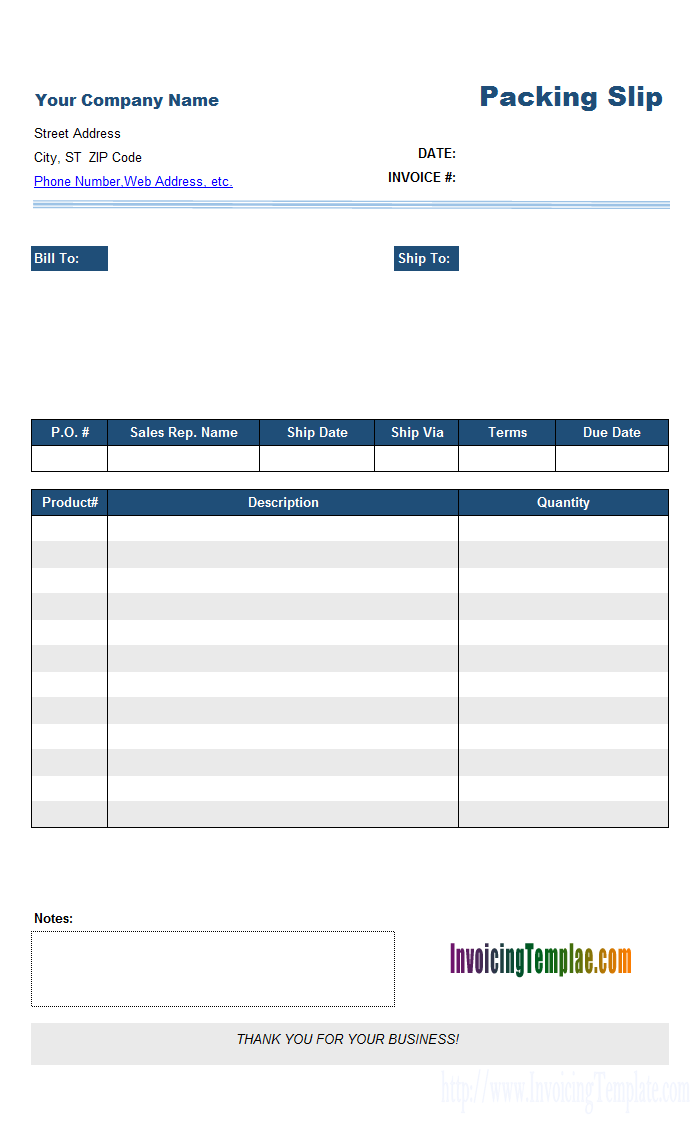 Packing Slip
Your Company Name
Street Address
City, ST  ZIP Code
Phone Number,Web Address, etc.
DATE:
INVOICE #:
Bill To:
Ship To:
P.O. # Sales Rep. Name Ship Date Ship Via Terms Due Date
Product# Description Quantity
Notes:
InvoicingTemplae.com
THANK YOU FOR YOUR BUSINESS!
http://www.InvoicingTemplate.com